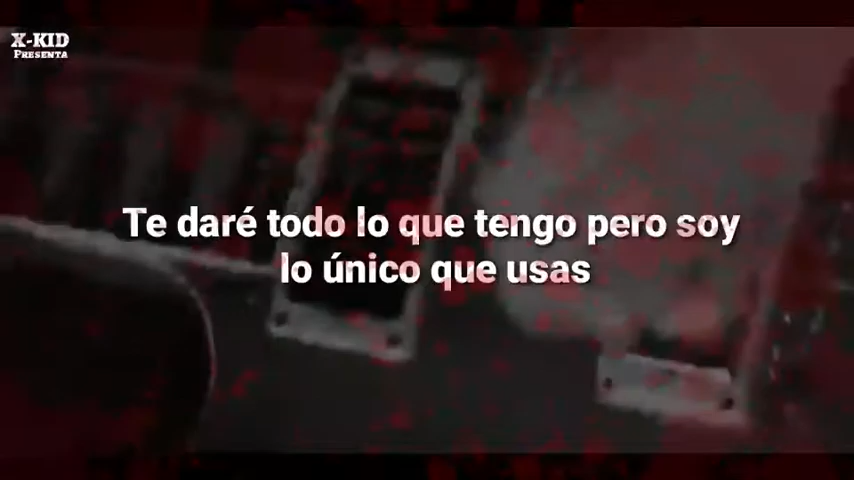 X-KID
PRESENTA
Te daré todo lo que tengo pero soy
lo único que usas